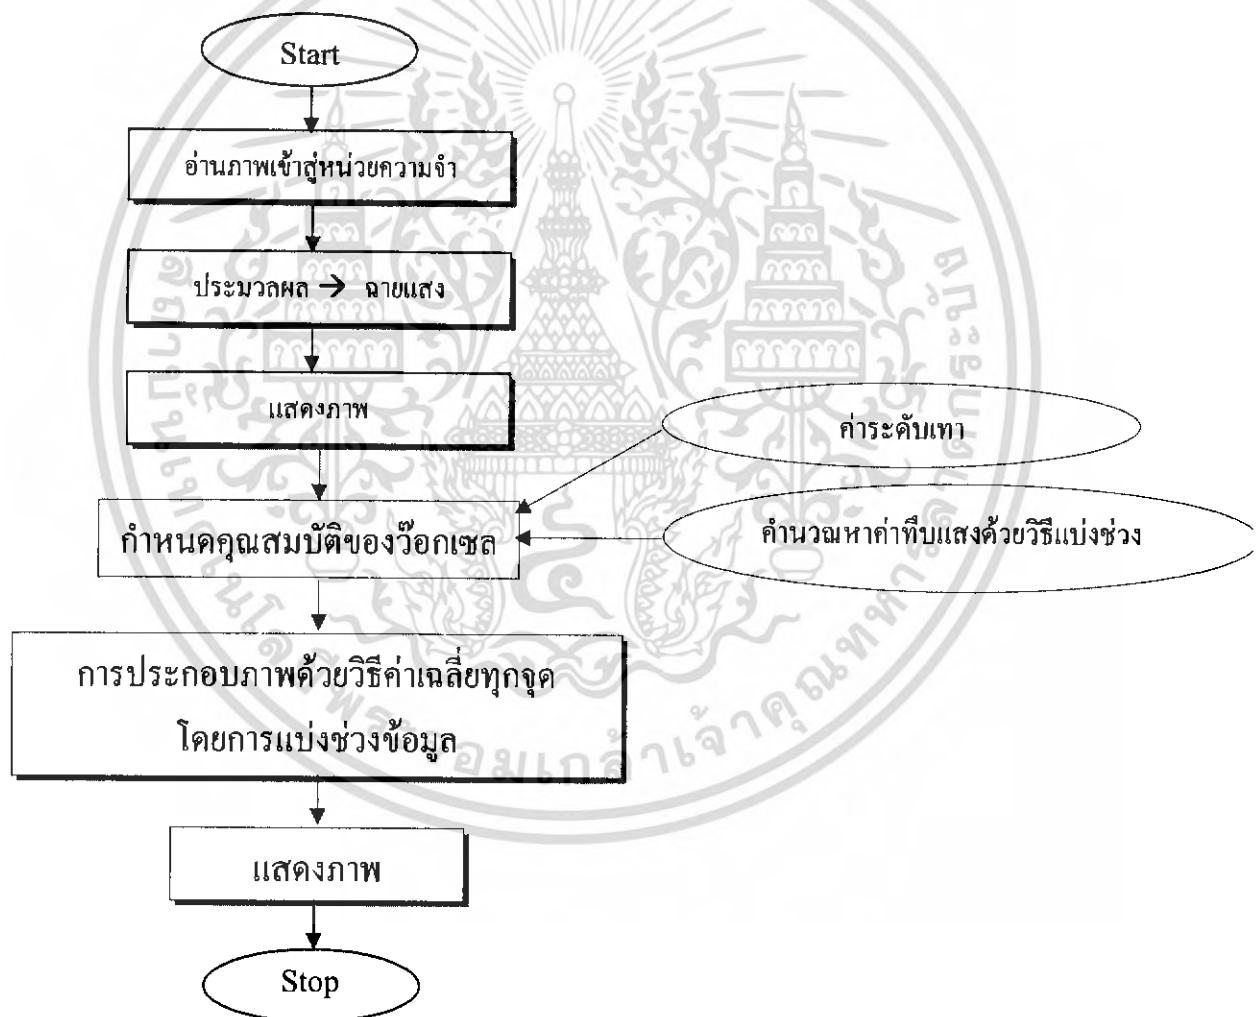 Start
อ่านภาพเข้าสู่หน่วยความจำ
ประมวลผล → ฉายแสง
แสดงภาพ
ค่าระดับเทา
กำหนดคุณสมบัติของว๊อกเซล
คำนวณหาค่าทึบแสงด้วยวิธีแบ่งช่วง
การประกอบภาพด้วยวิธีค่าเฉลี่ยทุกจุด
โดยการแบ่งช่วงข้อมูล
แสดงภาพ
Stop